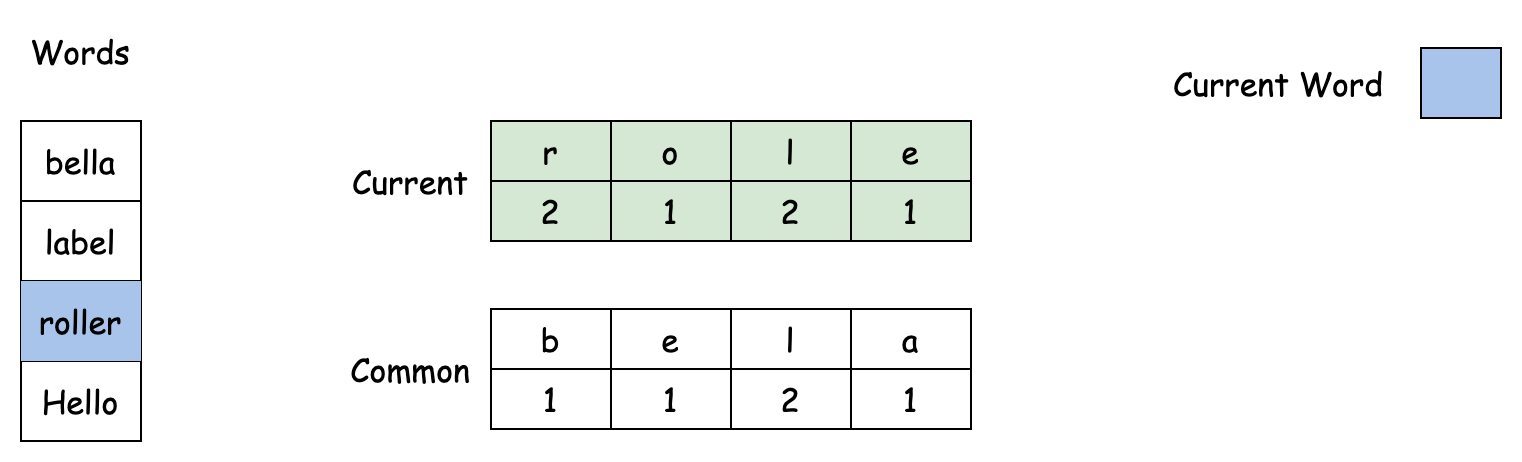 Words
Current Word
bella
label
roller
Hello
Current
r o l e
2 1 2 1
Common
b e l a
1 1 2 1